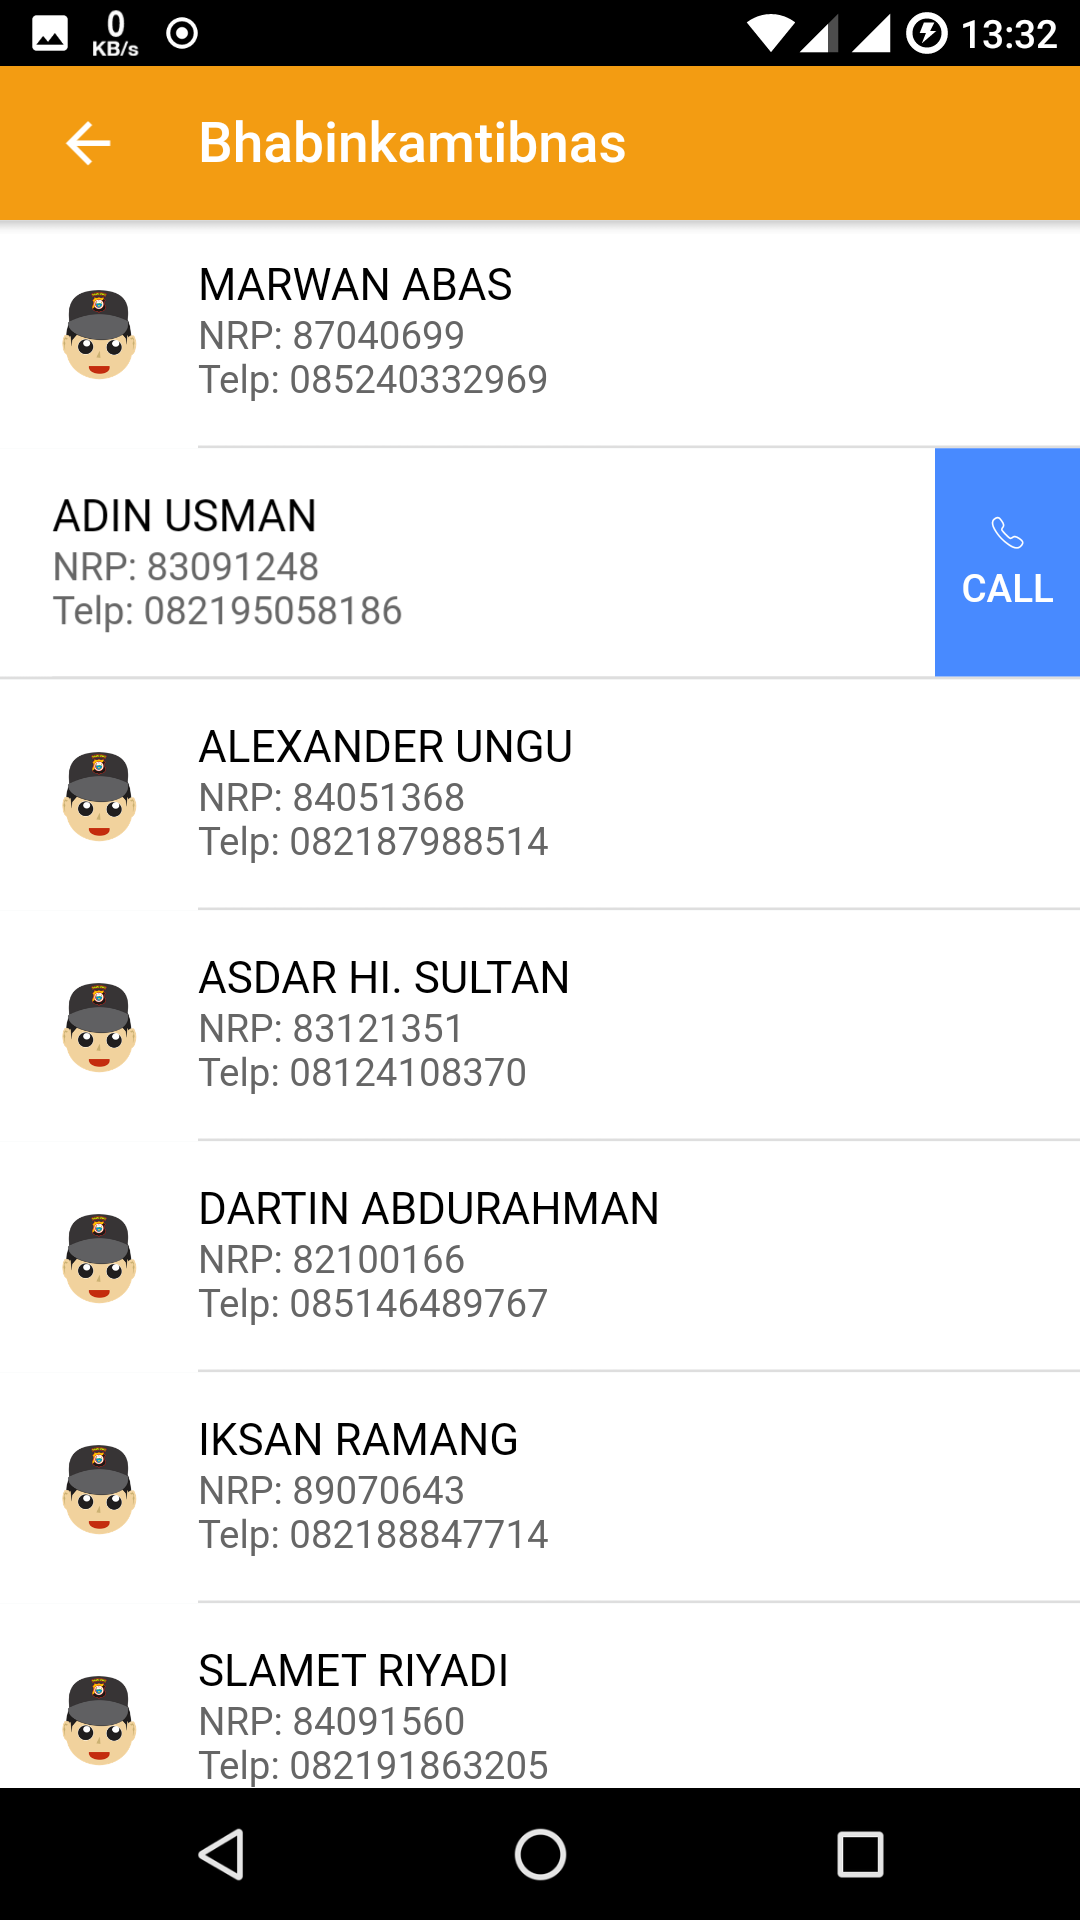 0
KB/s
13:32
Bhabinkamtibnas
MARWAN ABAS
NRP: 87040699
Telp: 085240332969
ADIN USMAN
NRP: 83091248
Telp: 082195058186
CALL
ALEXANDER UNGU
NRP: 84051368
Telp: 082187988514
ASDAR HI. SULTAN
NRP: 83121351
Telp: 08124108370
DARTIN ABDURAHMAN
NRP: 82100166
Telp: 085146489767
IKSAN RAMANG
NRP: 89070643
Telp: 082188847714
SLAMET RIYADI
NRP: 84091560
Telp: 082191863205